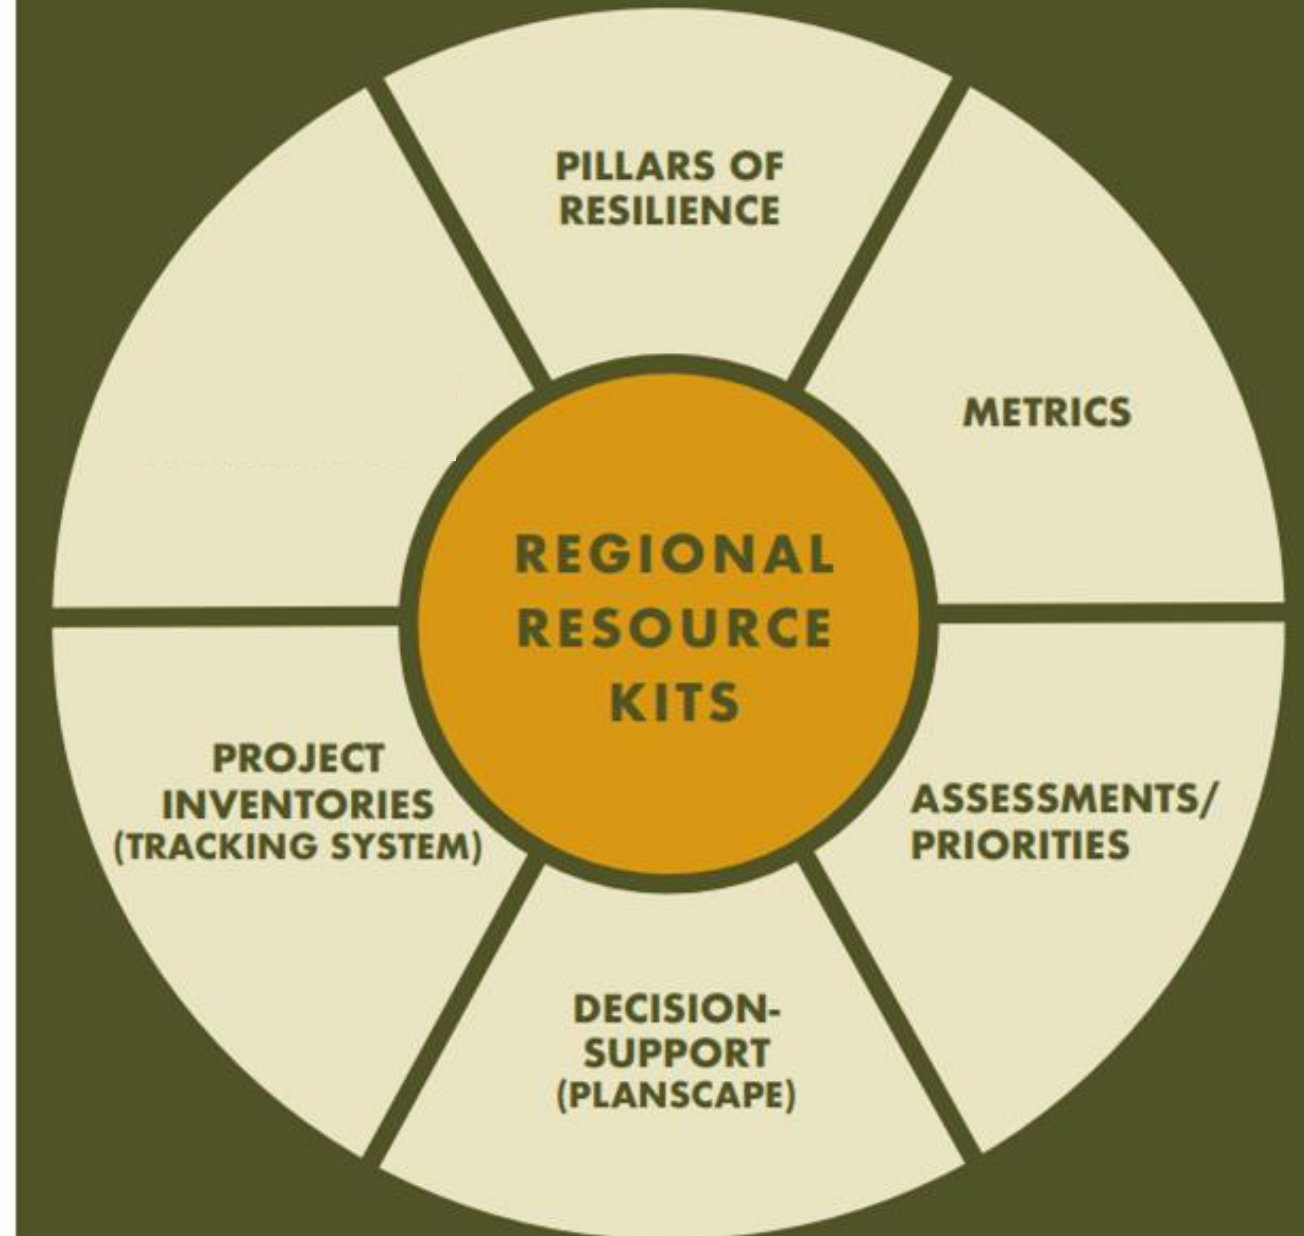 PILLARS OF
RESILIENCE
METRICS
ASSESSMENTS/
PRIORITIES
DECISION-
SUPPORT
(PLANSCAPE)
PROJECT
INVENTORIES
(TRACKING SYSTEM)
REGIONAL
RESOURCE
KITS